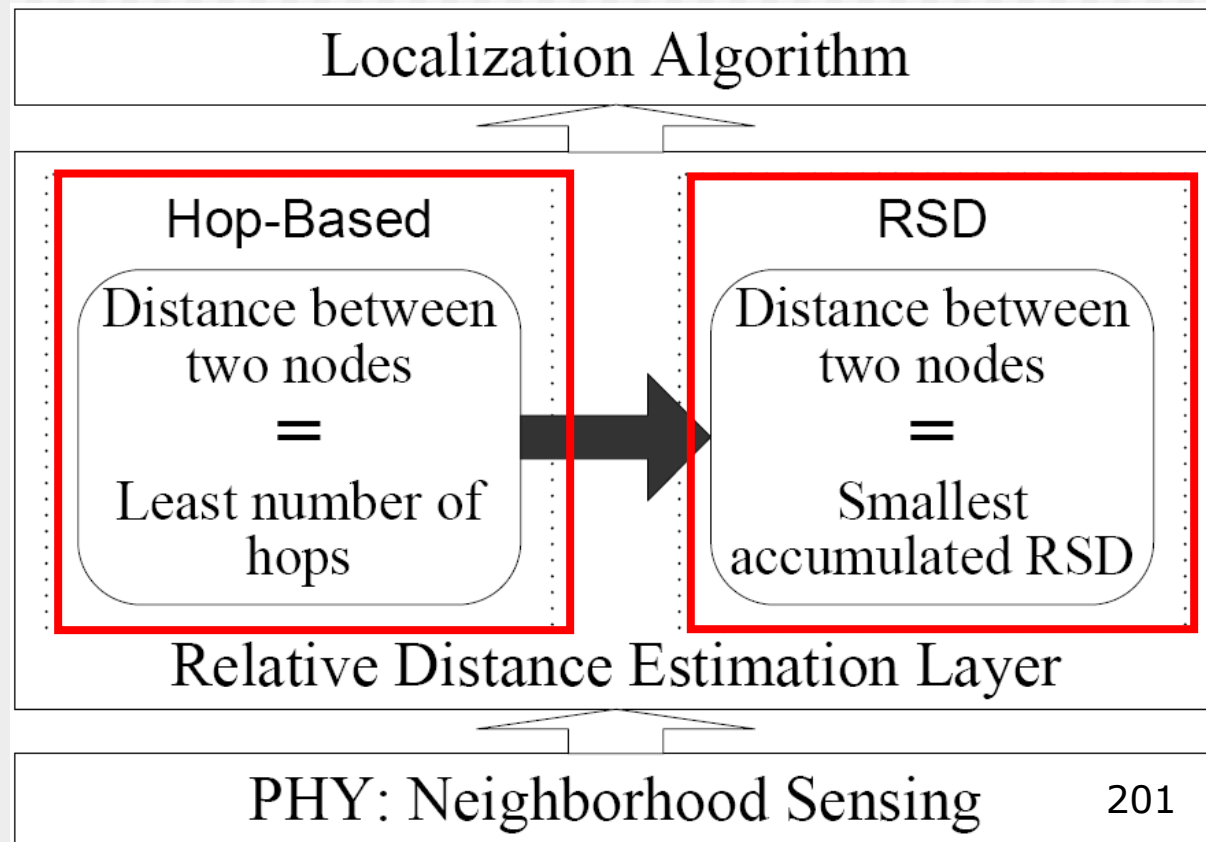 Localization Algorithm
Hop-Based
Distance between
two nodes
=
Least number of
hops
RSD
Distance between
two nodes
=
Smallest
accumulated RSD
Relative Distance Estimation Layer
PHY: Neighborhood Sensing
201